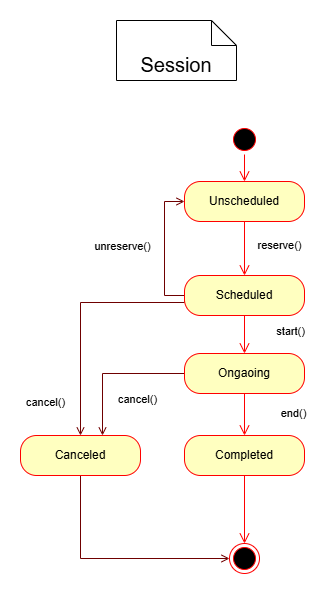 Session
Unscheduled
unreserve()
reserve()
Scheduled
start()
Ongaoing
cancel()
cancel()
end()
Canceled
Completed